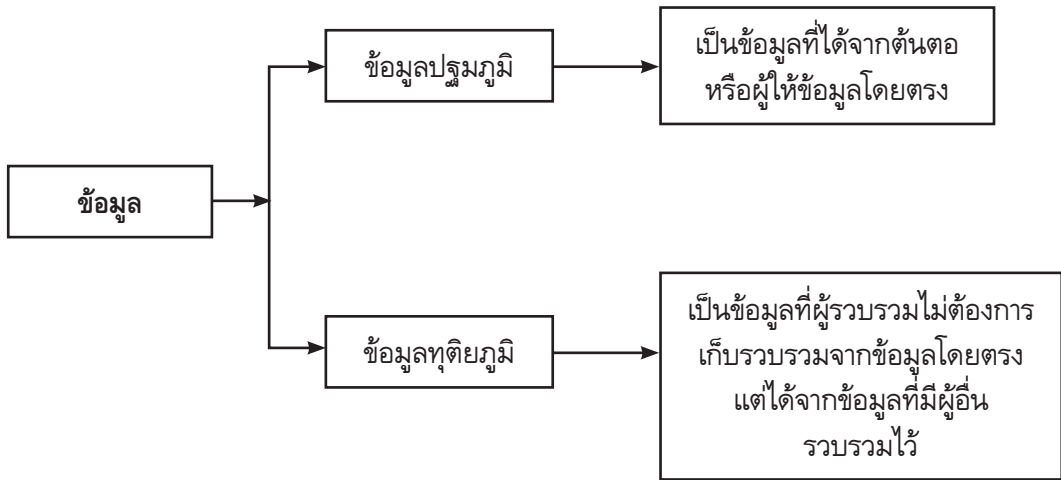 ข้อมูล
ข้อมูลปฐมภูมิ
เป็นข้อมูลที่ได้จากต้นตอ
หรือผู้ให้ข้อมูลโดยตรง
ข้อมูลทุติยภูมิ
เป็นข้อมูลที่ผู้รวบรวมไม่ต้องการ
เก็บรวบรวมจากข้อมูลโดยตรง
แต่ได้จากข้อมูลที่มีผู้อื่น
รวบรวมไว้